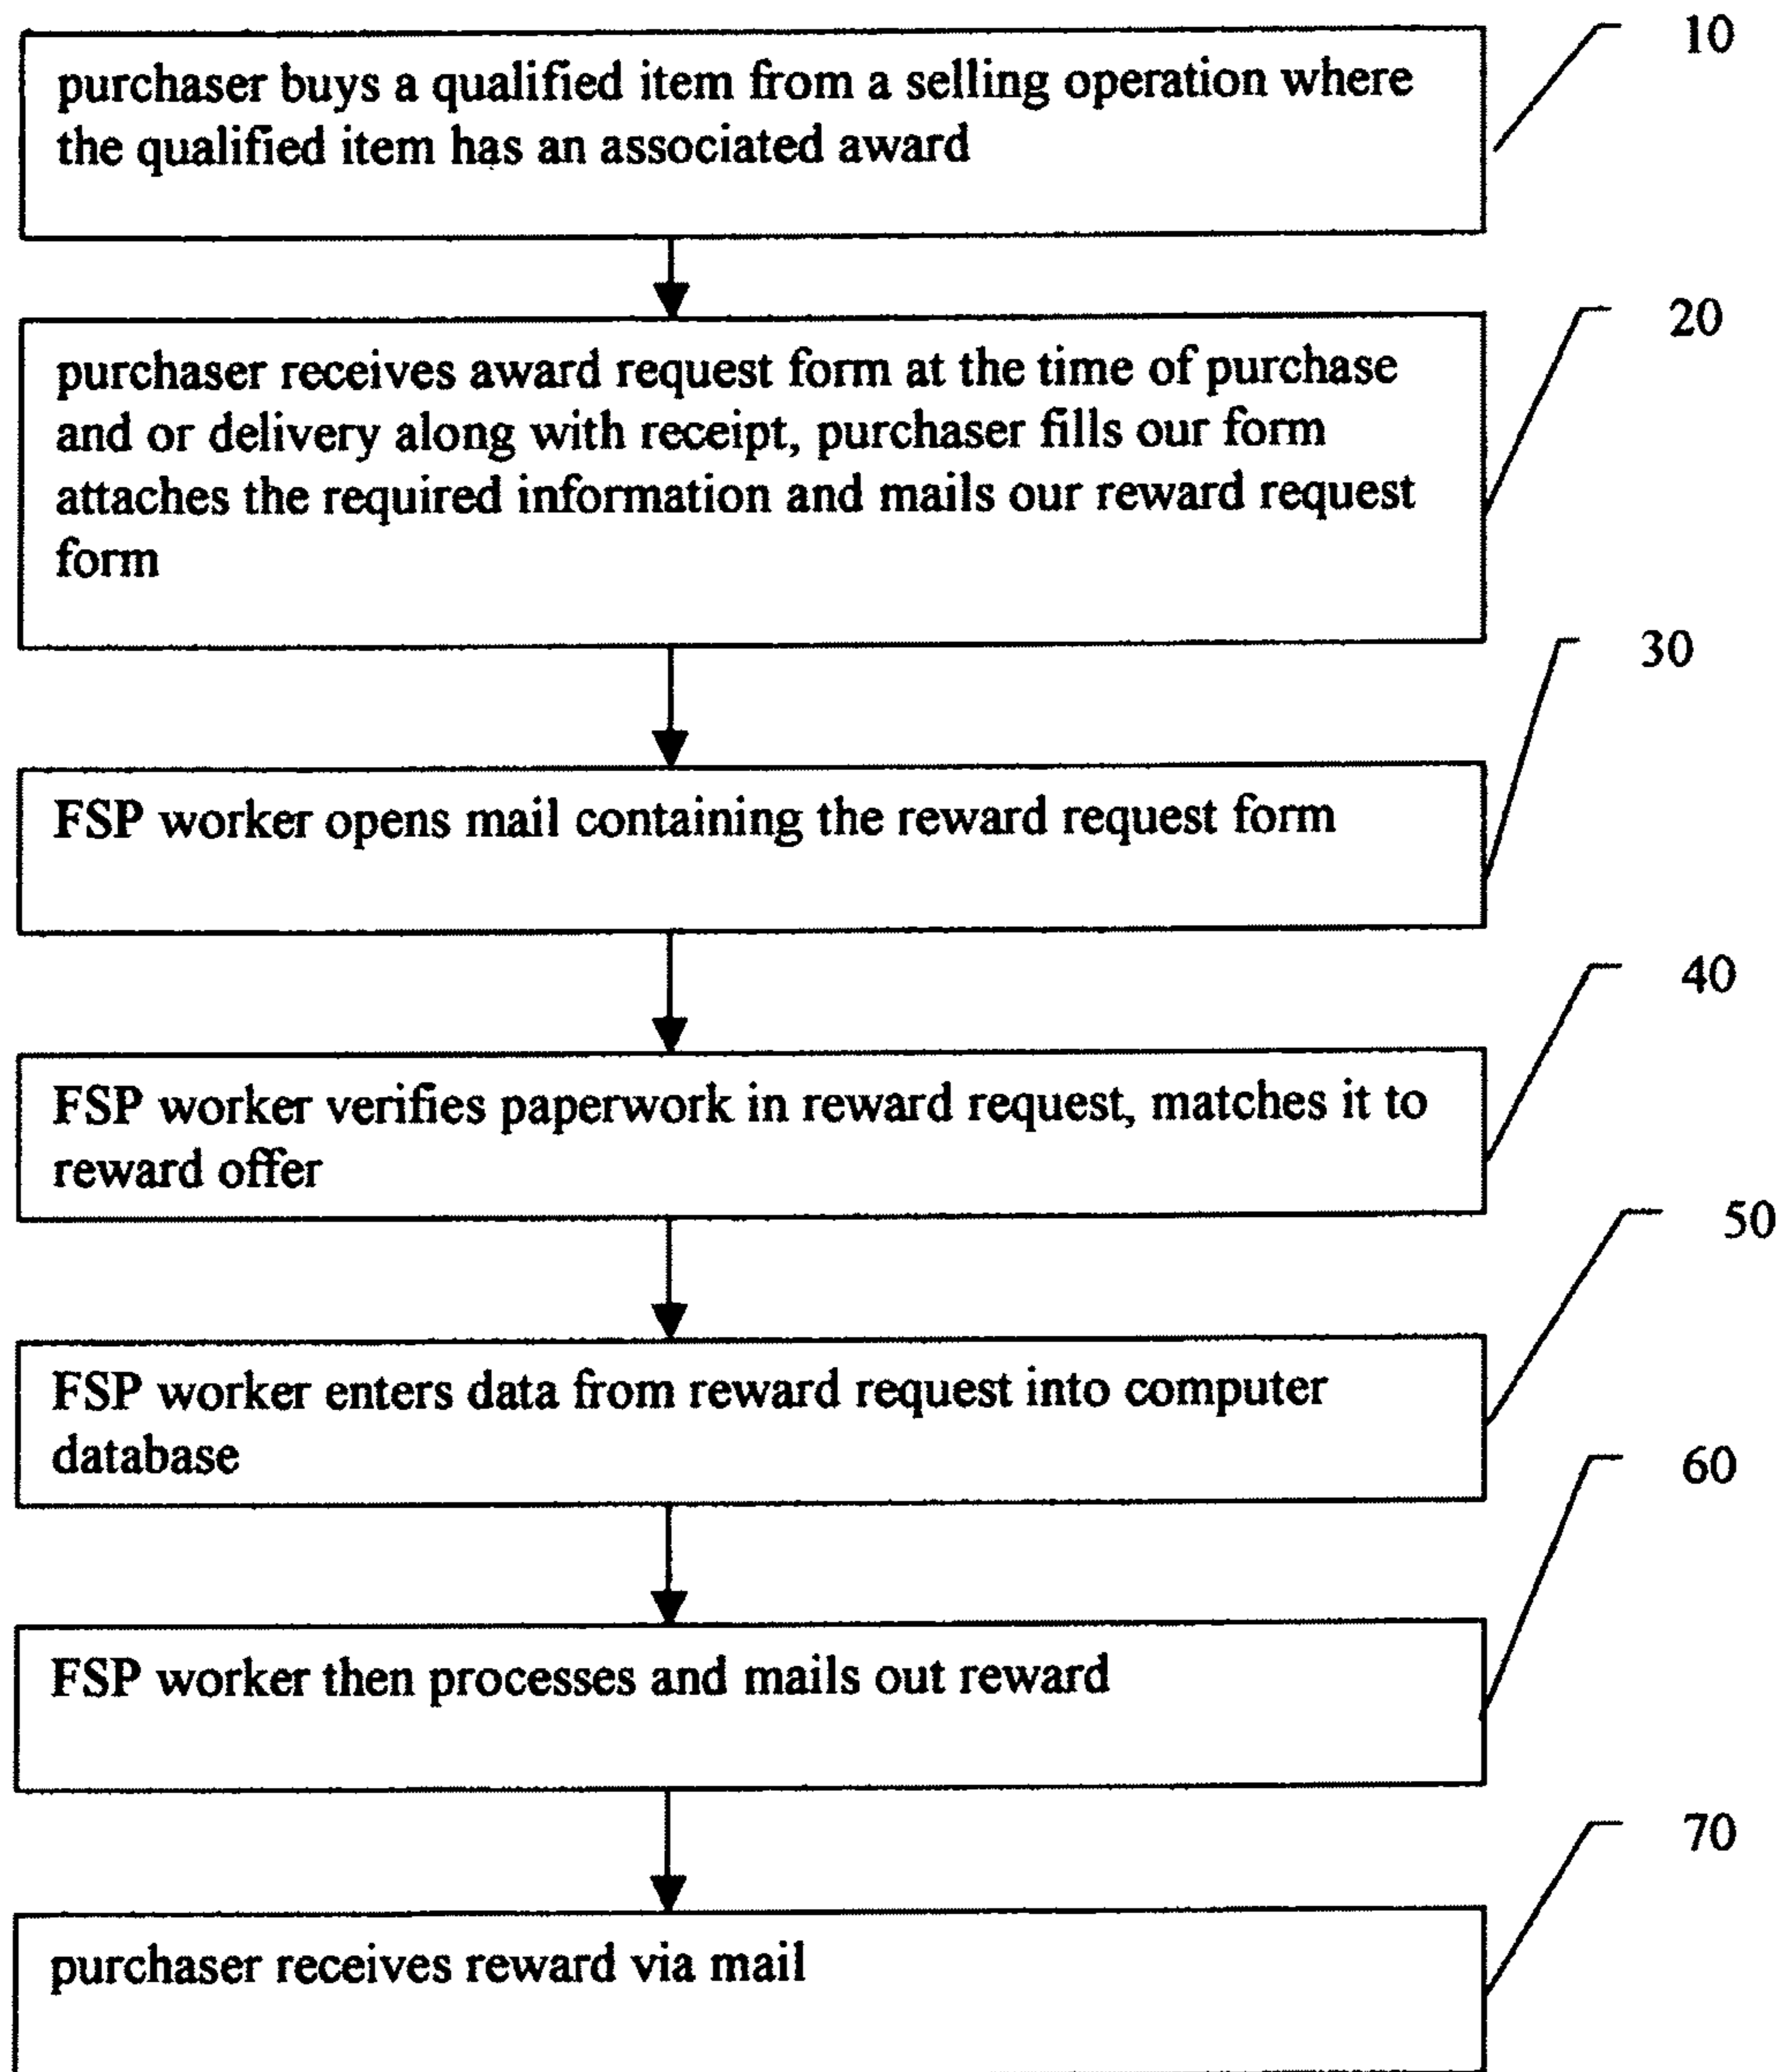 10
purchaser buys a qualified item from a selling operation where
the qualified item has an associated award
20
purchaser receives award request form at the time of purchase
and or delivery along with receipt, purchaser fills our form
attaches the required information and mails our reward request
form
30
FSP worker opens mail containing the reward request form
40
FSP worker verifies paperwork in reward request, matches it to
reward offer
50
FSP worker enters data from reward request into computer
database
60
FSP worker then processes and mails out reward
70
purchaser receives reward via mail